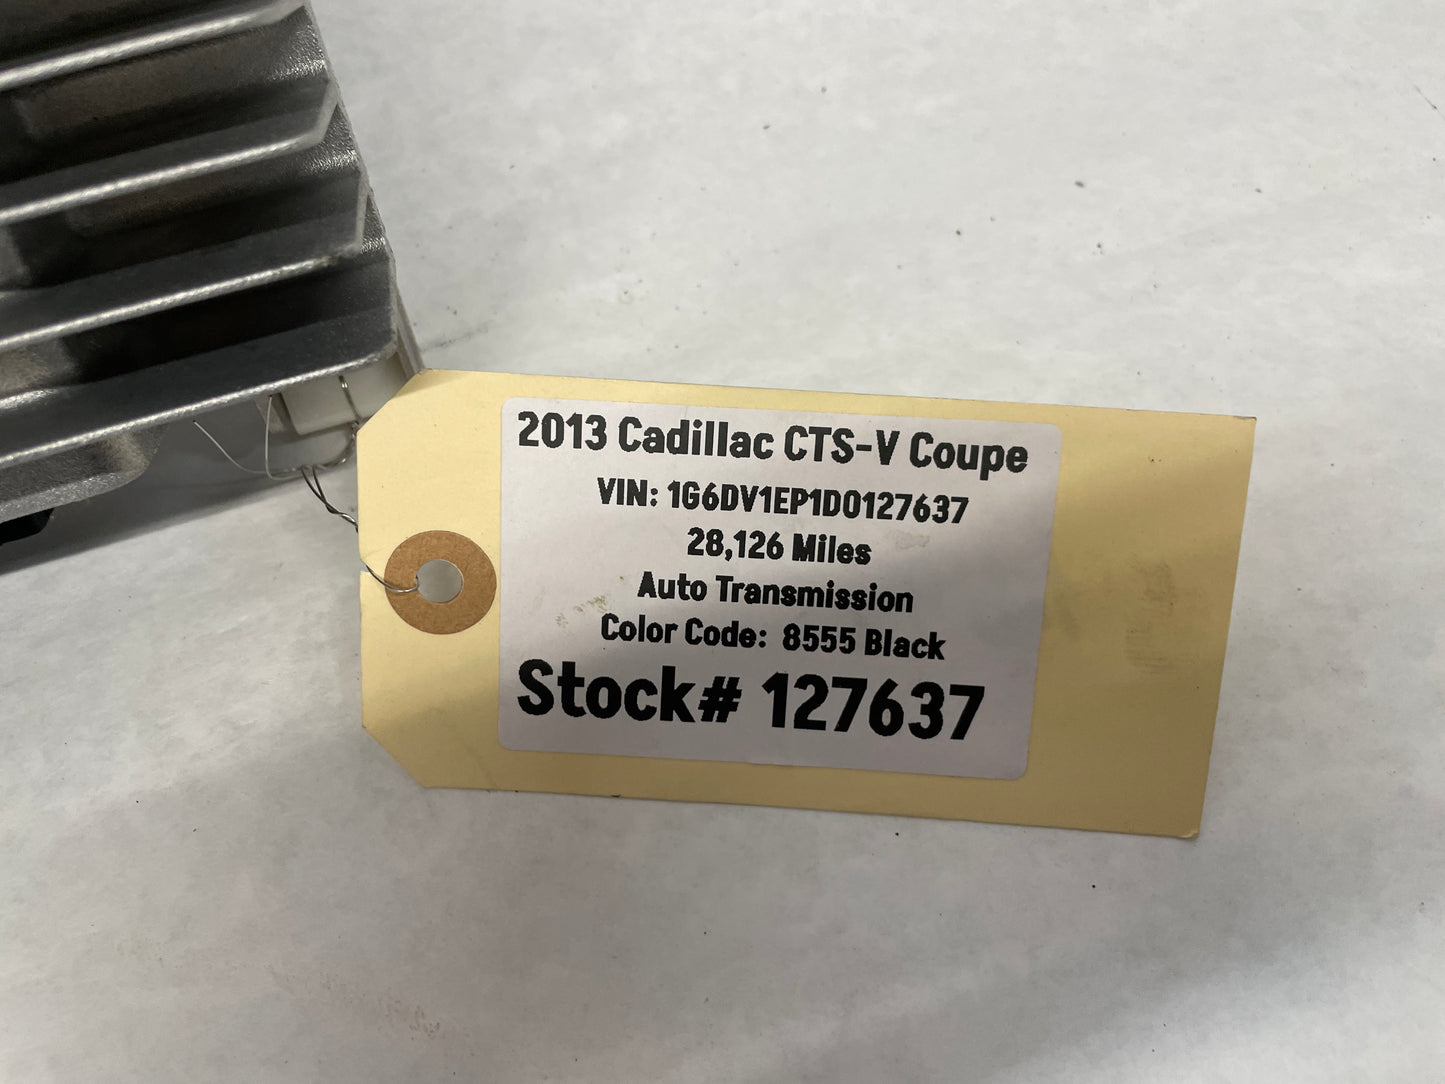 2013 Cadillac CTS-V Coupe
VIN: 1G6DV1EP1D0127637
28,126 Miles
Auto Transmission
Color Code: 8555 Black
Stock# 127637